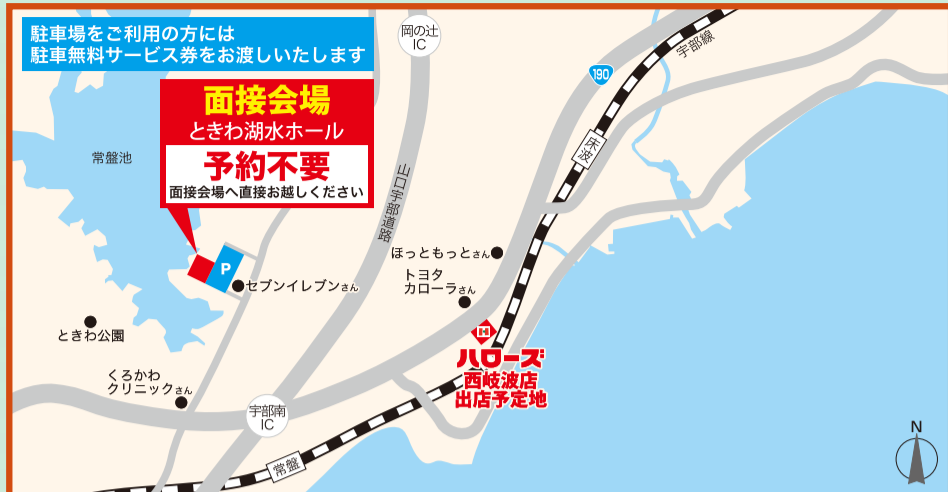 駐車場をご利用の方には
駐車無料サービス券をお渡しいたします
面接会場
ときわ湖水ホール
予約不要
面接会場へ直接お越しください
岡の辻
IC
190
宇部線
床波
常盤池
山口宇部道路
P
セブンイレブンさん
ほっともっとさん
トヨタ
カローラさん
ときわ公園
くろかわ
クリニックさん
ハローズ
西岐波店
出店予定地
宇部南
IC
常盤
N